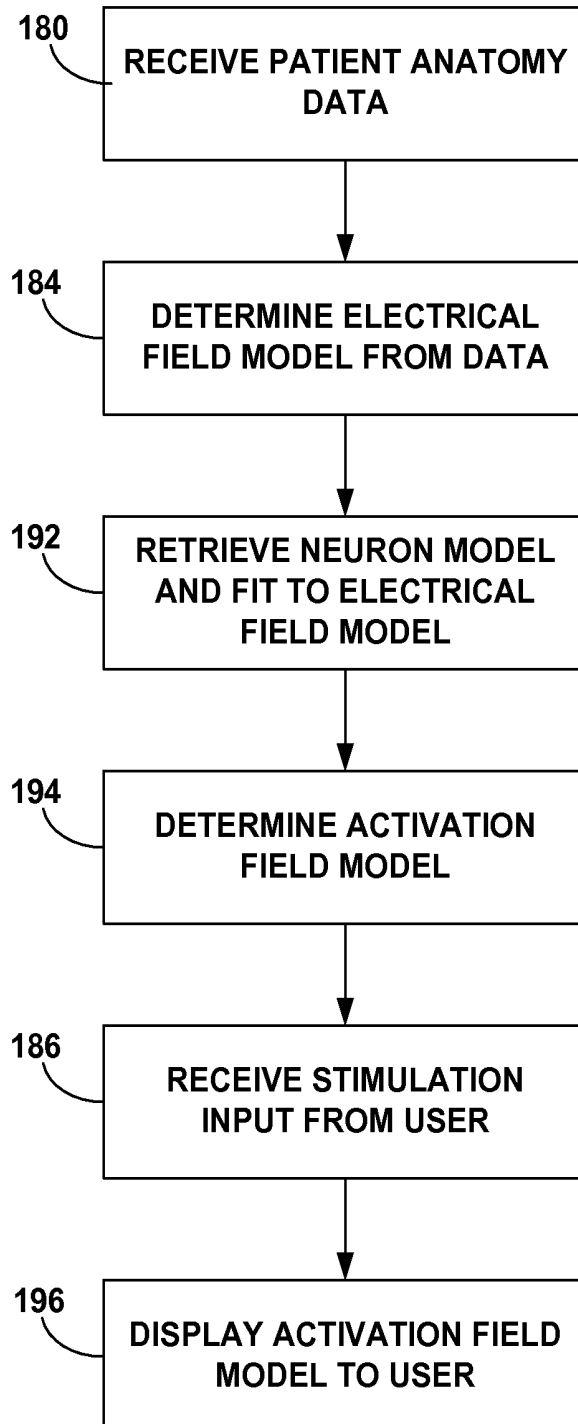 180
RECEIVE PATIENT ANATOMY
DATA
184
DETERMINE ELECTRICAL
FIELD MODEL FROM DATA
192
RETRIEVE NEURON MODEL
AND FIT TO ELECTRICAL
FIELD MODEL
194
DETERMINE ACTIVATION
FIELD MODEL
186
RECEIVE STIMULATION
INPUT FROM USER
196
DISPLAY ACTIVATION FIELD
MODEL TO USER